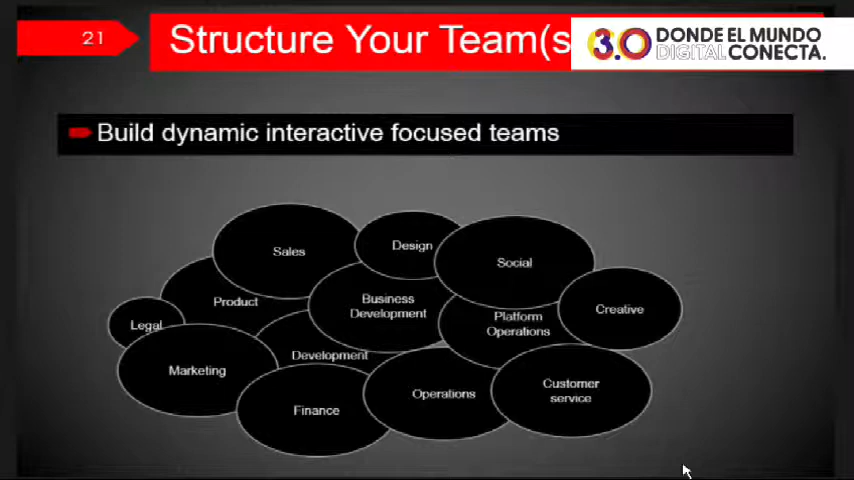 21
Structure Your Team(s
3.0 DONDE EL MUNDO
DIGITAL CONECTA.
Build dynamic interactive focused teams
Sales
Design
Social
Product
Business
Development
Platform
Operations
Creative
Legal
Marketing
Development
Finance
Operations
Customer
service